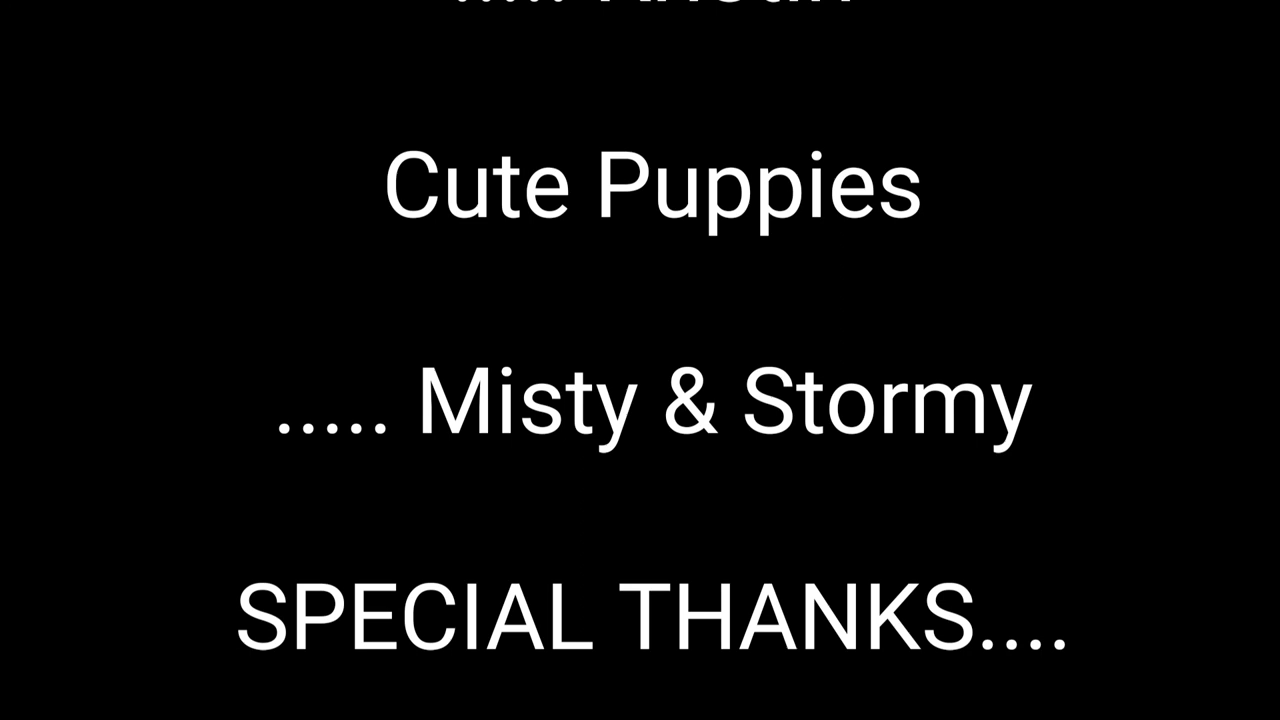 .....
Cute Puppies
..... Misty & Stormy
SPECIAL THANKS....